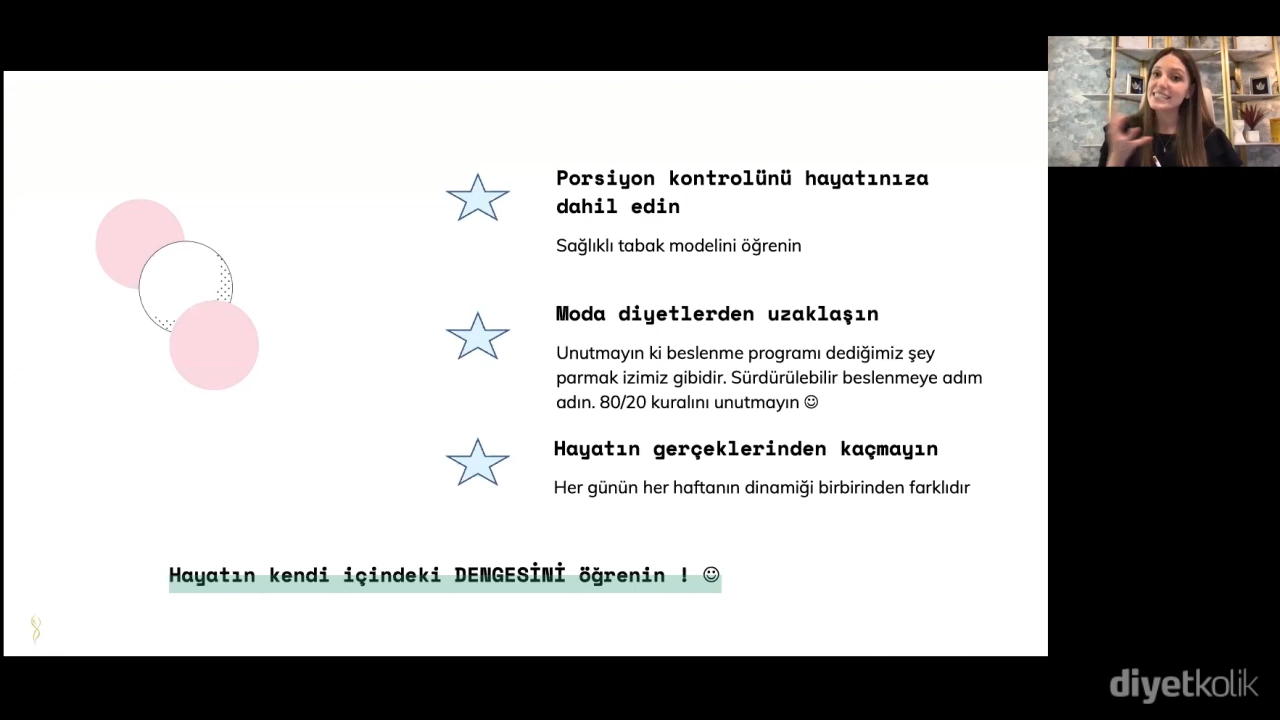 Porsiyon kontrolünü hayatınıza
dahil edin
Sağlıklı tabak modelini öğrenin
Moda diyetlerden uzaklaşın
Unutmayın ki beslenme programı dediğimiz şey
parmak izimiz gibidir. Sürdürülebilir beslenmeye adım
adın. 80/20 kuralını unutmayın ☺
Hayatın gerçeklerinden kaçmayın
Her günün her haftanın dinamiği birbirinden farklıdır
Hayatın kendi içindeki DENGESİNİ öğrenin ! ☺
diyetkolik